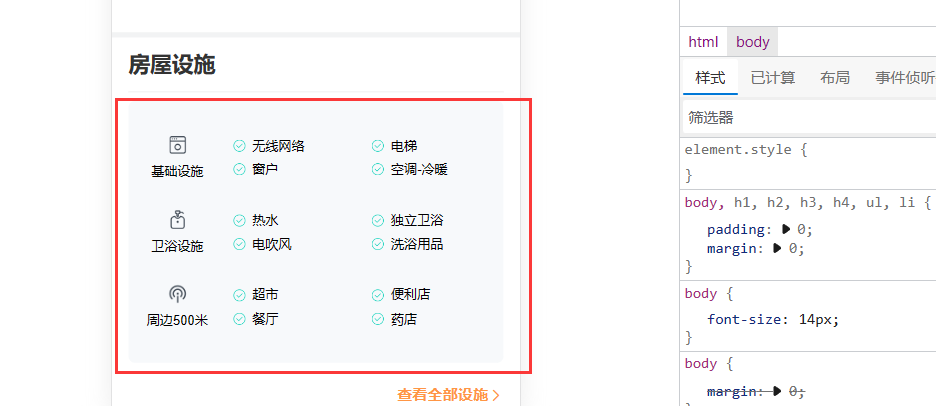 房屋设施
基础设施
无线网络 电梯
窗户 空调-冷暖
卫浴设施
热水 独立卫浴
电吹风 洗浴用品
周边500米
超市 便利店
餐厅 药店
查看全部设施
html body
样式 已计算 布局 事件侦听
筛选器
element.style {
}
body, h1, h2, h3, h4, ul, li {
padding: 0;
margin: 0;
}
body {
font-size: 14px;
}
body {
margin: 0;